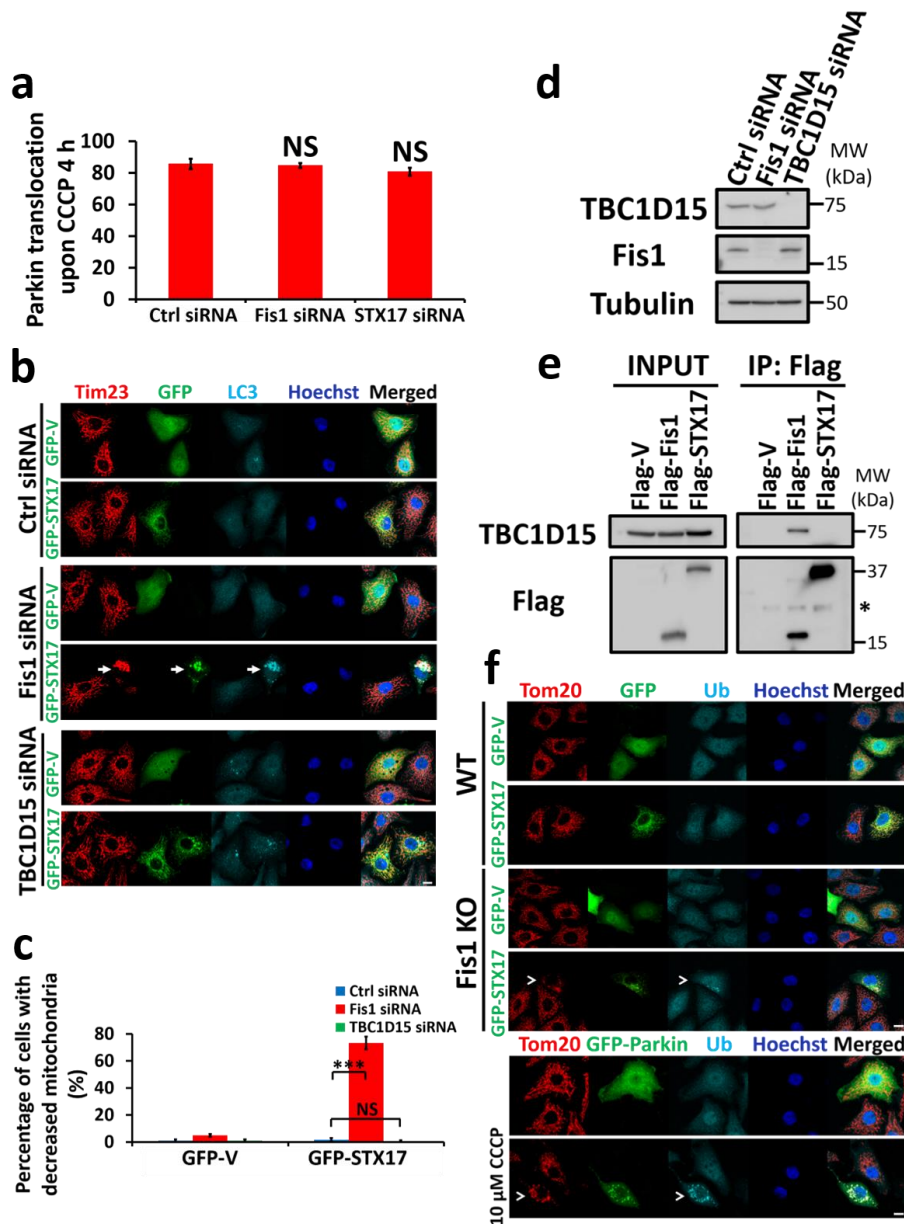 a
Parkin translocation
upon CCCP 4 h
100
80
60
40
20
0
NS
NS
Ctrl siRNA Fis1 siRNA STX17 siRNA
b
Tim23 GFP LC3 Hoechst Merged
Ctrl siRNA
GFP-V
GFP-STX17
Fis1 siRNA
GFP-V
GFP-STX17
TBC1D15 siRNA
GFP-V
GFP-STX17
c
Percentage of cells with
decreased mitochondria
(%)
Ctrl siRNA
Fis1 siRNA
TBC1D15 siRNA
80
60
40
20
0
***
NS
GFP-V GFP-STX17
d
Ctrl siRNA
Fis1 siRNA
TBC1D15 siRNA
MW
(kDa)
TBC1D15 75
Fis1 15
Tubulin 50
e
INPUT IP: Flag
Flag-V
Flag-Fis1
Flag-STX17
Flag-V
Flag-Fis1
Flag-STX17
MW
(kDa)
TBC1D15 75
Flag
37
*
15
f
Tom20 GFP Ub Hoechst Merged
WT
GFP-V
GFP-STX17
Fis1 KO
GFP-V
GFP-STX17
Tom20 GFP-Parkin Ub Hoechst Merged
10 µM CCCP